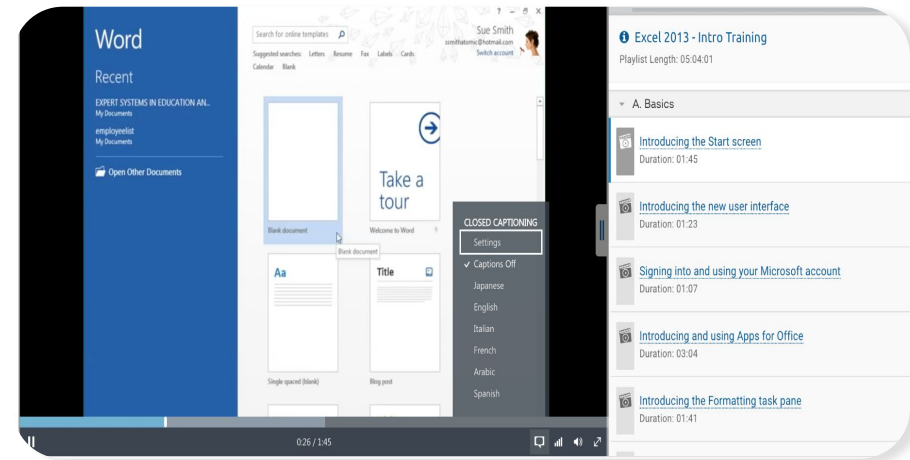 Word
Recent
EXPERT SYSTEMS IN EDUCATION AN...
My Documents
employeelist
My Documents
Open Other Documents
Search for online templates
Suggested searches: Letters Resume Fax Labels Cards
Calendar Blank
? – X
Sue Smith
ssmithatomic@hotmail.com
Switch account
Blank document
Blank document
Take a
tour
Welcome to Word
Aa
Single spaced (blank)
Title
Blog post
CLOSED CAPTIONING
Settings
✓ Captions Off
Japanese
English
Italian
French
Arabic
Spanish
0:26 / 1:45
Excel 2013 - Intro Training
Playlist Length: 05:04:01
A. Basics
Introducing the Start screen
Duration: 01:45
Introducing the new user interface
Duration: 01:23
Signing into and using your Microsoft account
Duration: 01:07
Introducing and using Apps for Office
Duration: 03:04
Introducing the Formatting task pane
Duration: 01:41